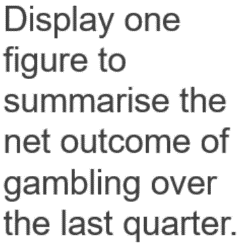 Display one
figure to
summarise the
net outcome of
gambling over
the last quarter.